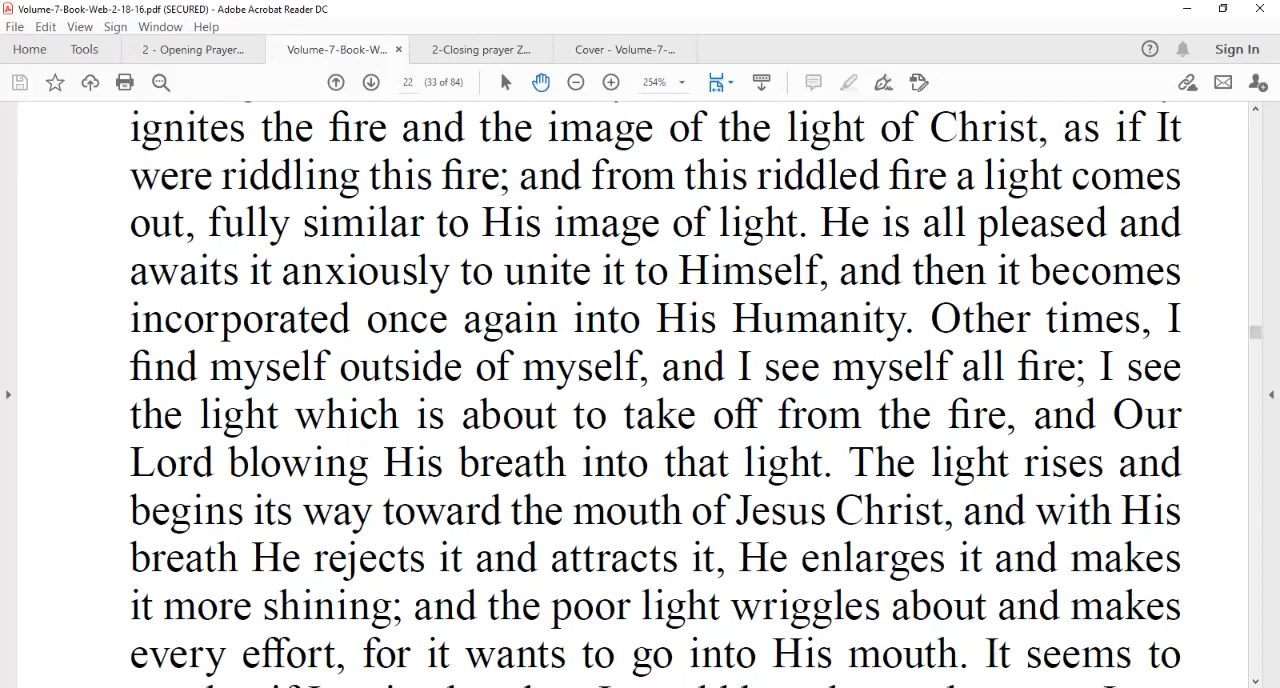 Volume-7-Book-Web-2-18-16.pdf (SECURED) - Adobe Acrobat Reader DC
File Edit View Sign Window Help
Home Tools 2 - Opening Prayer... Volume-7-Book-W... × 2-Closing prayer Z... Cover - Volume-7-... Sign In
22 (33 of 84) 254%
ignites the fire and the image of the light of Christ, as if It
were riddling this fire; and from this riddled fire a light comes
out, fully similar to His image of light. He is all pleased and
awaits it anxiously to unite it to Himself, and then it becomes
incorporated once again into His Humanity. Other times, I
find myself outside of myself, and I see myself all fire; I see
the light which is about to take off from the fire, and Our
Lord blowing His breath into that light. The light rises and
begins its way toward the mouth of Jesus Christ, and with His
breath He rejects it and attracts it, He enlarges it and makes
it more shining; and the poor light wriggles about and makes
every effort, for it wants to go into His mouth. It seems to